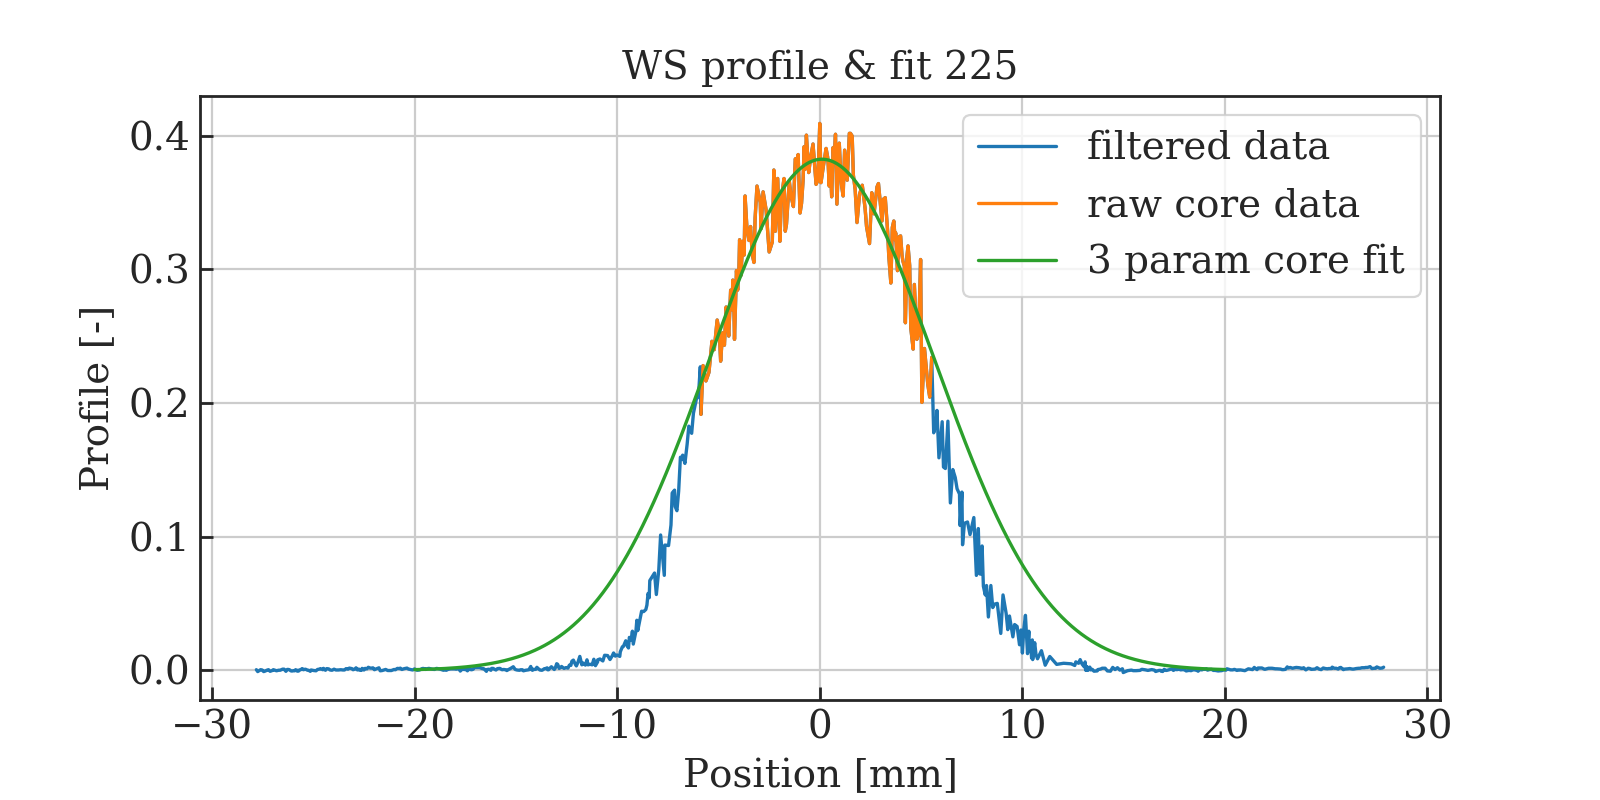 WS profile & fit 225
filtered data
raw core data
3 param core fit
Profile [-]
0.4
0.3
0.2
0.1
0.0
−30 −20 −10 0 10 20 30
Position [mm]